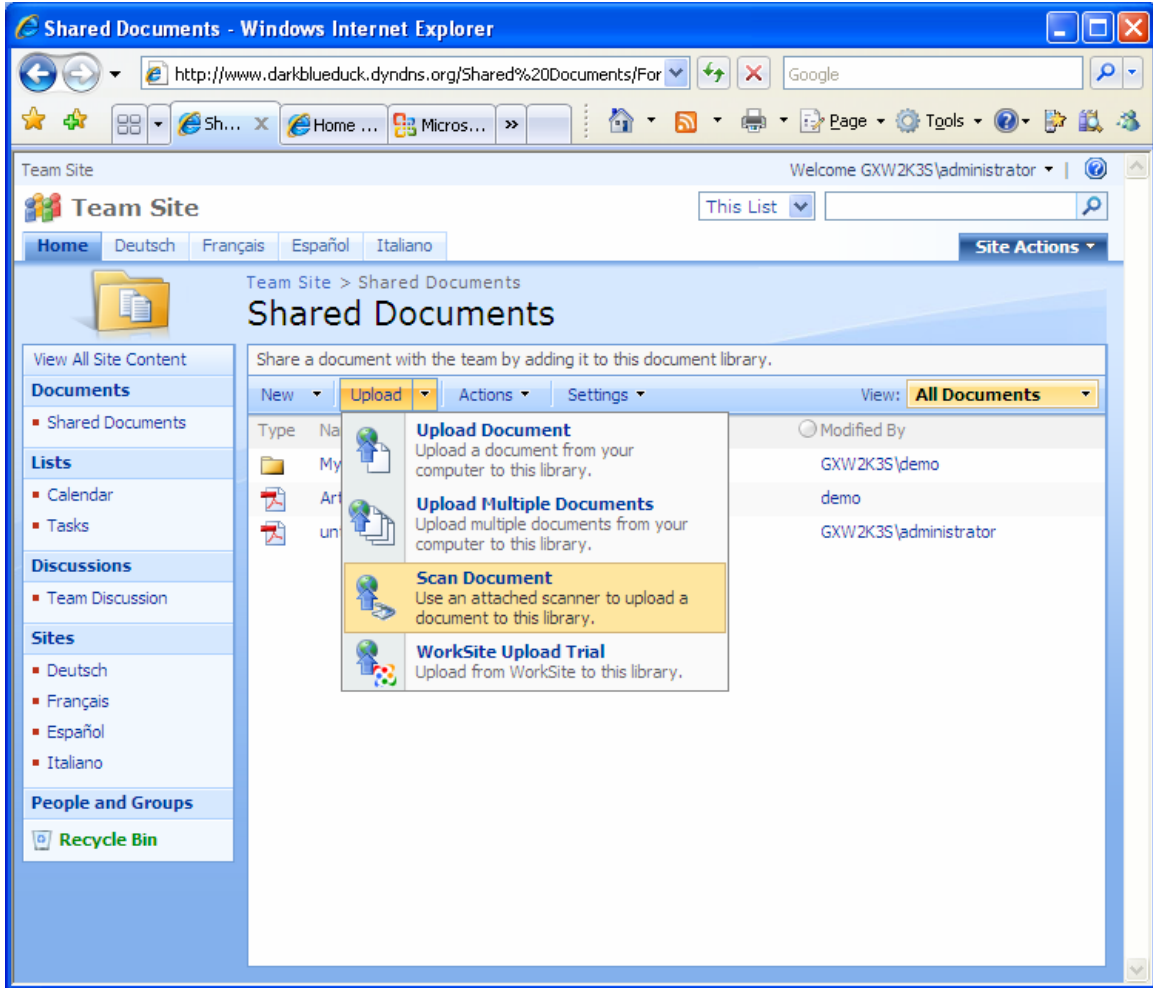 Shared Documents - Windows Internet Explorer
http://www.darkblueduck.dyndns.org/Shared%20Documents/For
Google
Sh...
Home ...
Micros...
»
Page
Tools
Team Site
Welcome GXW2K3S\administrator
Team Site
This List
Home Deutsch Français Español Italiano
Site Actions
Team Site > Shared Documents
Shared Documents
View All Site Content
Documents
Shared Documents
Lists
Calendar
Tasks
Discussions
Team Discussion
Sites
Deutsch
Français
Español
Italiano
People and Groups
Recycle Bin
Share a document with the team by adding it to this document library.
New Upload Actions Settings View: All Documents
Type Na Modified By
My GXW2K3S\demo
Art demo
un GXW2K3S\administrator
Upload Document
Upload a document from your
computer to this library.
Upload Multiple Documents
Upload multiple documents from your
computer to this library.
Scan Document
Use an attached scanner to upload a
document to this library.
WorkSite Upload Trial
Upload from WorkSite to this library.